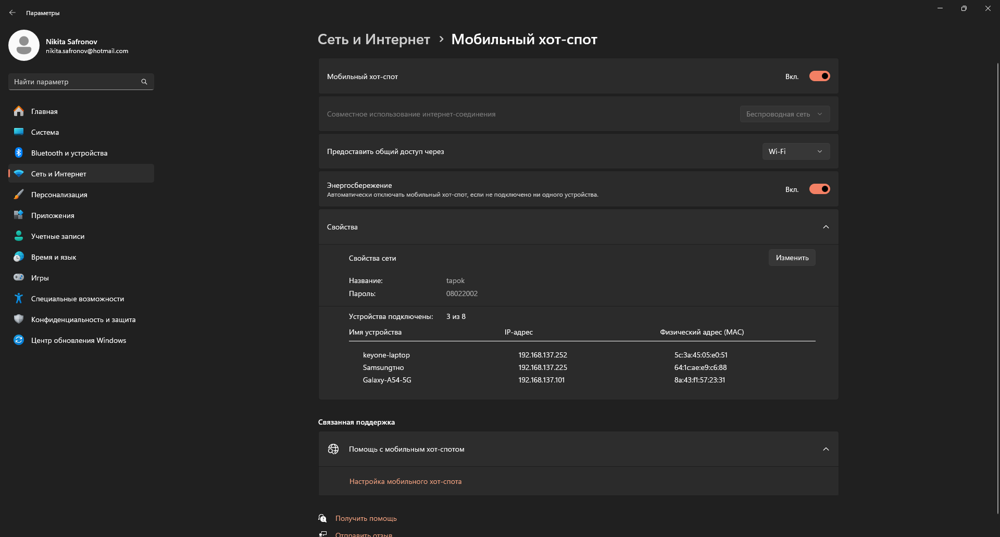 Параметры
Nikita Safronov
nikita.safronov@hotmail.com
Найти параметр
Главная
Система
Bluetooth и устройства
Сеть и Интернет
Персонализация
Приложения
Учетные записи
Время и язык
Игры
Специальные возможности
Конфиденциальность и защита
Центр обновления Windows
Сеть и Интернет > Мобильный хот-спот
Мобильный хот-спот Вкл.
Совместное использование интернет-соединения Беспроводная сеть
Предоставить общий доступ через Wi-Fi
Энергосбережение
Автоматически отключать мобильный хот-спот, если не подключено ни одного устройства.
Вкл.
Свойства
Свойства сети Изменить
Название: tapok
Пароль: 08022002
Устройства подключены: 3 из 8
Имя устройства IP-адрес Физический адрес (MAC)
keyone-laptop 192.168.137.252 5c:3a:45:05:e0:51
Samsungтно 192.168.137.225 64:1c:ae:e9:c6:88
Galaxy-A54-5G 192.168.137.101 8a:43:f1:57:23:31
Связанная поддержка
Помощь с мобильным хот-спотом
Настройка мобильного хот-спота
Получить помощь
Отправить отзыв